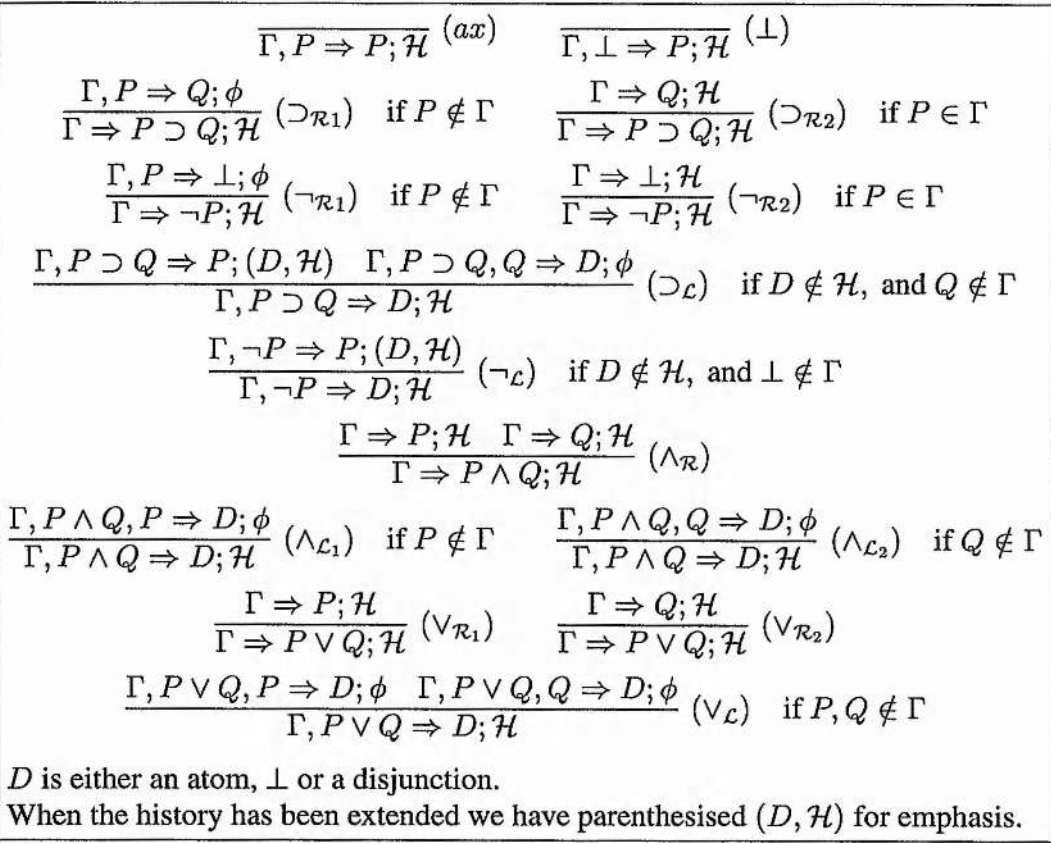 Γ, P ⇒ P; ℋ (ax)    Γ, ⊥ ⇒ P; ℋ (⊥)
Γ, P ⇒ Q; ϕ    Γ ⇒ Q; ℋ
Γ ⇒ P ⊃ Q; ℋ (⊃ℛ1) if P ∉ Γ    Γ ⇒ P ⊃ Q; ℋ (⊃ℛ2) if P ∈ Γ
Γ, P ⇒ ⊥; ϕ    Γ ⇒ ⊥; ℋ
Γ ⇒ ¬P; ℋ (¬ℛ1) if P ∉ Γ    Γ ⇒ ¬P; ℋ (¬ℛ2) if P ∈ Γ
Γ, P ⊃ Q ⇒ P; (D, ℋ)    Γ, P ⊃ Q, Q ⇒ D; ϕ
Γ, P ⊃ Q ⇒ D; ℋ (⊃ℒ) if D ∉ ℋ, and Q ∉ Γ
Γ, ¬P ⇒ P; (D, ℋ)
Γ, ¬P ⇒ D; ℋ (¬ℒ) if D ∉ ℋ, and ⊥ ∉ Γ
Γ ⇒ P; ℋ    Γ ⇒ Q; ℋ
Γ ⇒ P ∧ Q; ℋ (∧ℛ)
Γ, P ∧ Q, P ⇒ D; ϕ    Γ, P ∧ Q, Q ⇒ D; ϕ
Γ, P ∧ Q ⇒ D; ℋ (∧ℒ₁) if P ∉ Γ    Γ, P ∧ Q ⇒ D; ℋ (∧ℒ₂) if Q ∉ Γ
Γ ⇒ P; ℋ    Γ ⇒ Q; ℋ
Γ ⇒ P ∨ Q; ℋ (∨ℛ₁)    Γ ⇒ P ∨ Q; ℋ (∨ℛ₂)
Γ, P ∨ Q, P ⇒ D; ϕ    Γ, P ∨ Q, Q ⇒ D; ϕ
Γ, P ∨ Q ⇒ D; ℋ (∨ℒ) if P, Q ∉ Γ
D is either an atom, ⊥ or a disjunction.
When the history has been extended we have parenthesised (D, ℋ) for emphasis.